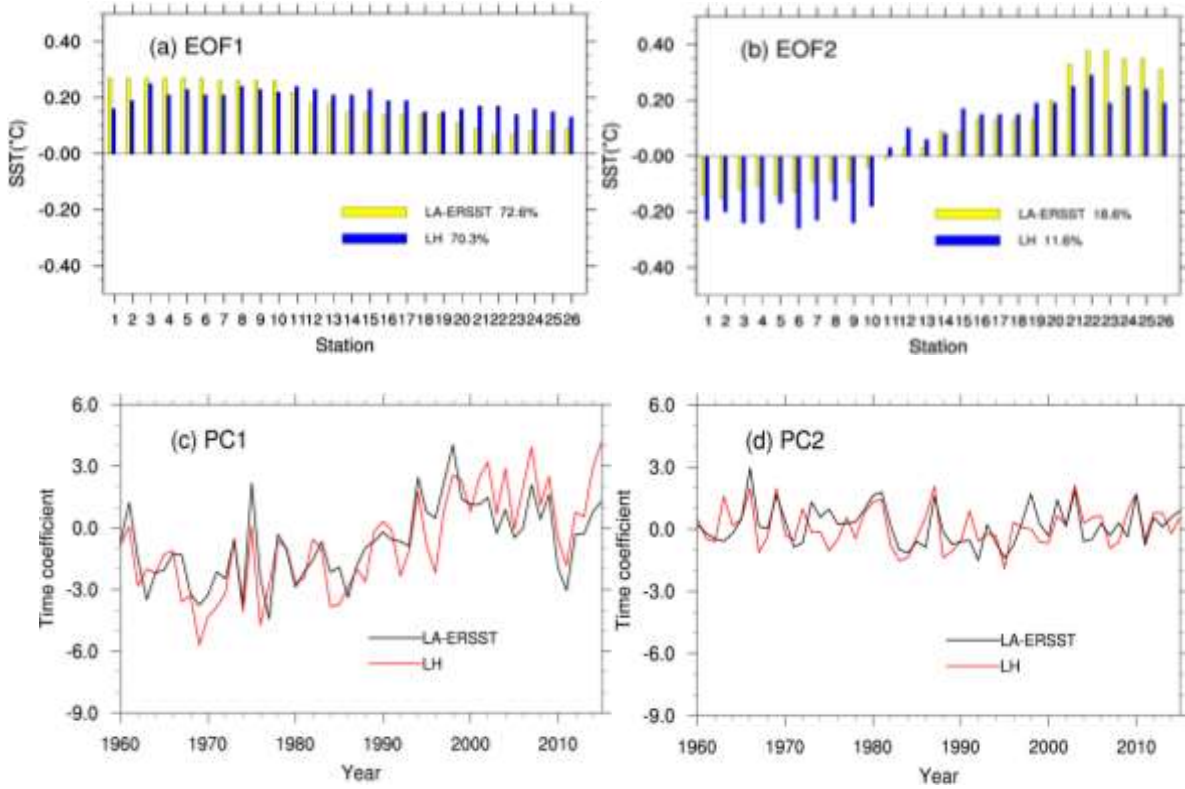 (a) EOF1
SST(°C)
0.40
0.20
-0.00
-0.20
-0.40
LA-ERSST 72.6%
LH 70.3%
1 2 3 4 5 6 7 8 9 10 11 12 13 14 15 16 17 18 19 20 21 22 23 24 25 26
Station
(b) EOF2
SST(°C)
0.40
0.20
-0.00
-0.20
-0.40
LA-ERSST 18.6%
LH 11.6%
1 2 3 4 5 6 7 8 9 10 11 12 13 14 15 16 17 18 19 20 21 22 23 24 25 26
Station
(c) PC1
Time coefficient
6.0
3.0
0.0
-3.0
-6.0
-9.0
LA-ERSST
LH
1960 1970 1980 1990 2000 2010
Year
(d) PC2
Time coefficient
6.0
3.0
0.0
-3.0
-6.0
-9.0
LA-ERSST
LH
1960 1970 1980 1990 2000 2010
Year